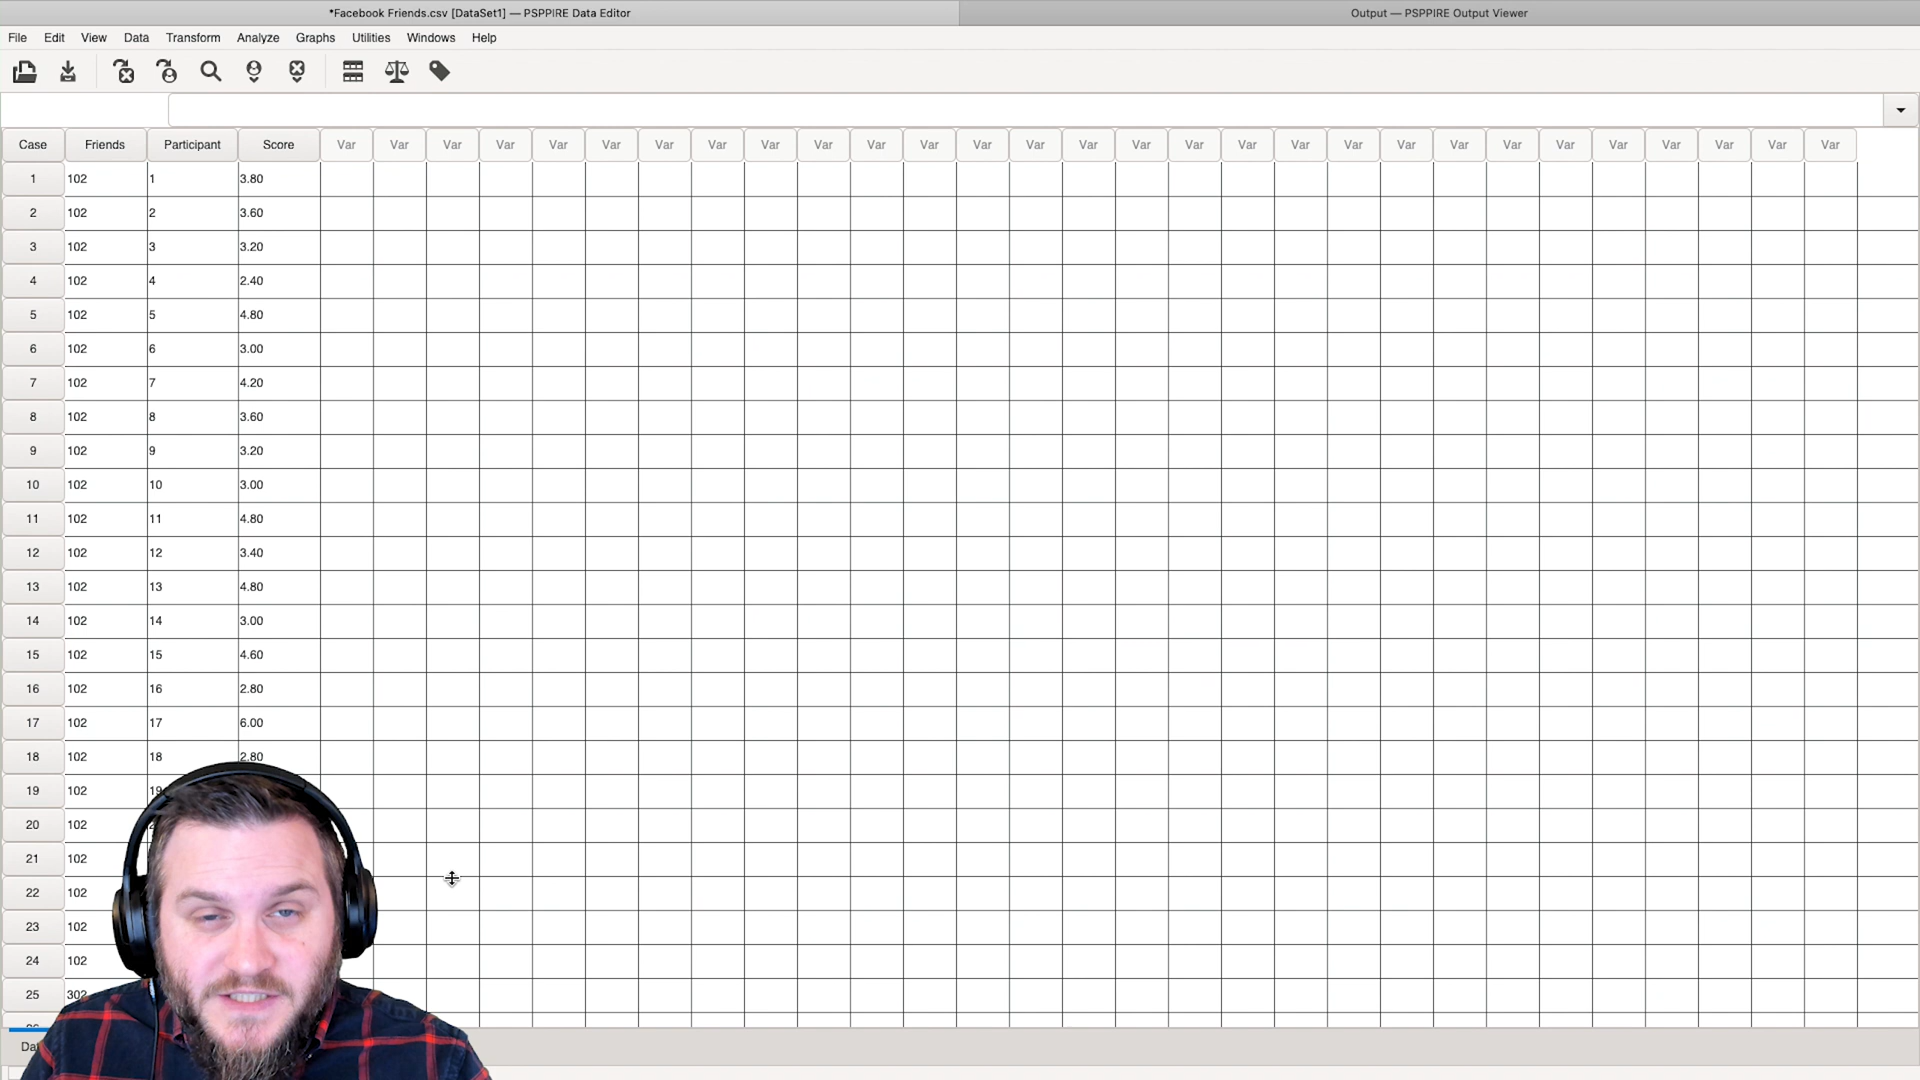 *Facebook Friends.csv [DataSet1] — PSPPIRE Data Editor
Output — PSPPIRE Output Viewer
File Edit View Data Transform Analyze Graphs Utilities Windows Help
Case Friends Participant Score Var Var Var Var Var Var Var Var Var Var Var Var Var Var Var Var Var Var Var Var Var Var Var Var Var Var Var Var Var
1 102 1 3.80
2 102 2 3.60
3 102 3 3.20
4 102 4 2.40
5 102 5 4.80
6 102 6 3.00
7 102 7 4.20
8 102 8 3.60
9 102 9 3.20
10 102 10 3.00
11 102 11 4.80
12 102 12 3.40
13 102 13 4.80
14 102 14 3.00
15 102 15 4.60
16 102 16 2.80
17 102 17 6.00
18 102 18 2.80
19 102 19
20 102
21 102
22 102
23 102
24 102
25 302